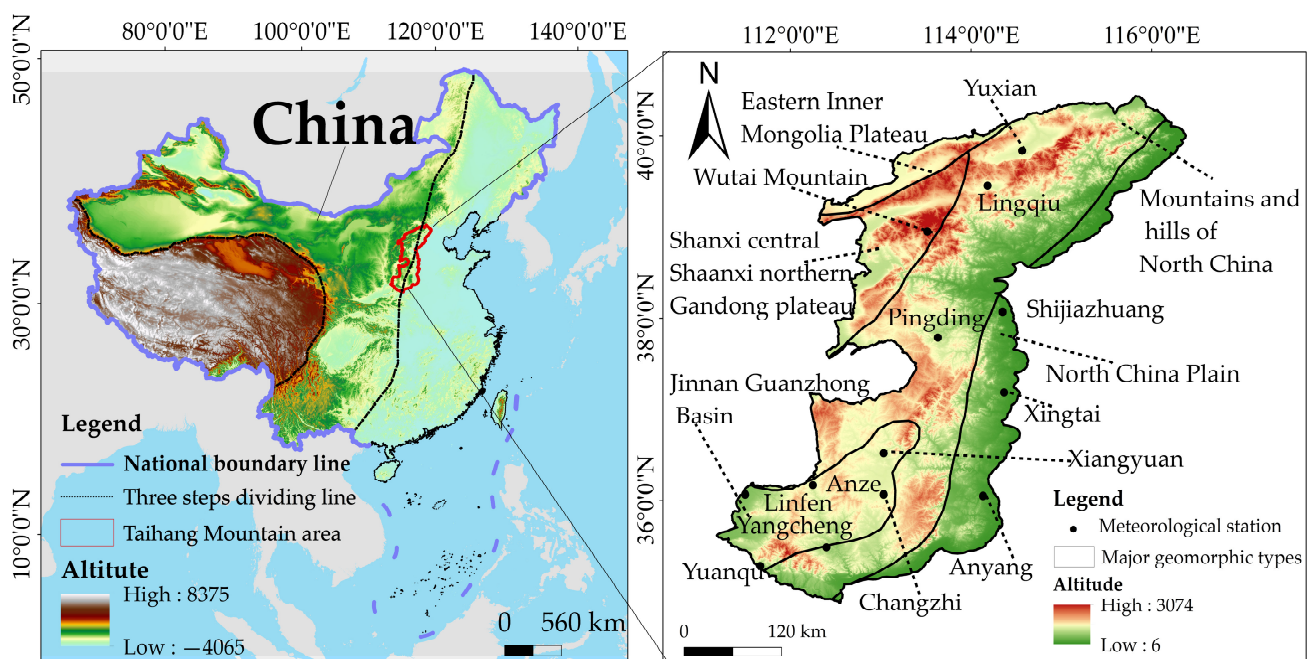 80°0'0"E
100°0'0"E
120°0'0"E
140°0'0"E
50°0'0"N
30°0'0"N
10°0'0"N
China
Legend
National boundary line
Three steps dividing line
Taihang Mountain area
Altitute
High : 8375
Low : —4065
0 560 km
112°0'0"E
114°0'0"E
116°0'0"E
40°0'0"N
38°0'0"N
36°0'0"N
N
Yuxian
Eastern Inner
Mongolia Plateau
Wutai Mountain
Lingqiu
Mountains and
hills of
North China
Shanxi central
Shaanxi northern
Gandong plateau
Pingding
Shijiazhuang
North China Plain
Jinnan Guanzhong
Basin
Xingtai
Xiangyuan
Anze
Linfen
Yangcheng
Yuanqu
Anyang
Changzhi
Legend
Meteorological station
Major geomorphic types
Altitude
High : 3074
Low : 6
0 120 km